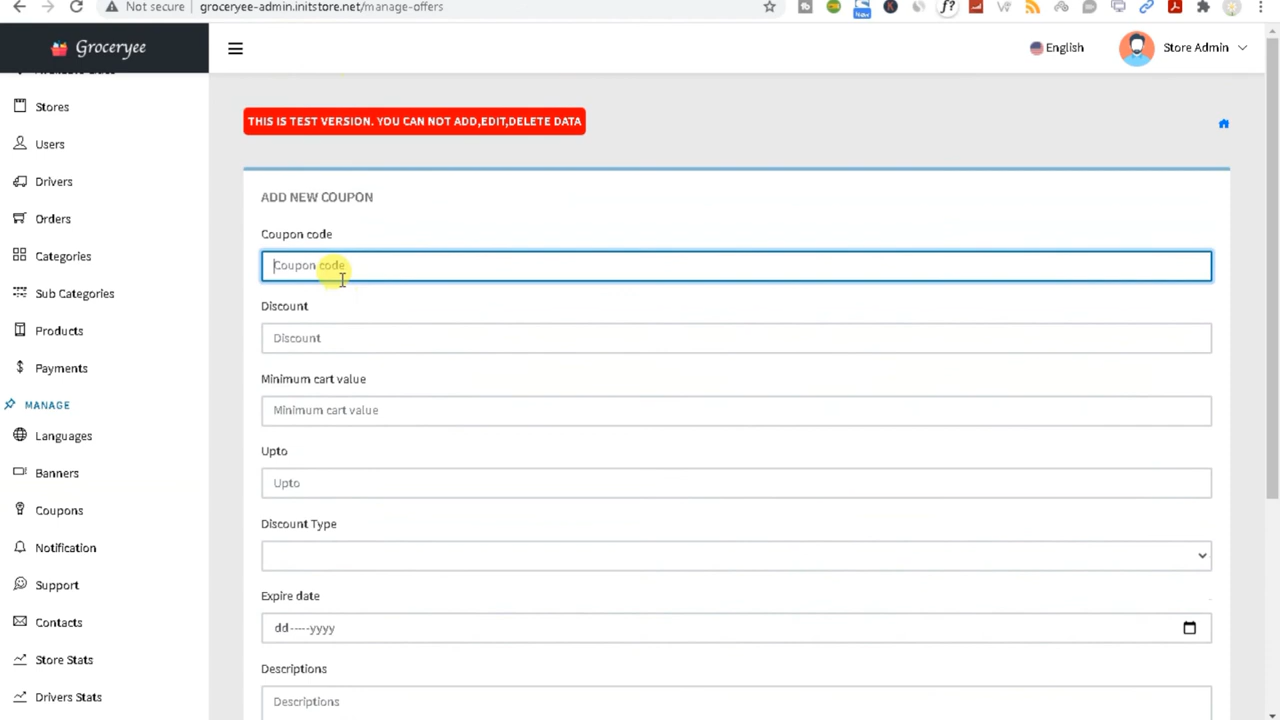 Not secure groceryee-admin.initstore.net/manage-offers
Groceryee
English
Store Admin
Stores
Users
Drivers
Orders
Categories
Sub Categories
Products
Payments
MANAGE
Languages
Banners
Coupons
Notification
Support
Contacts
Store Stats
Drivers Stats
THIS IS TEST VERSION. YOU CAN NOT ADD,EDIT,DELETE DATA
ADD NEW COUPON
Coupon code
Coupon code
Discount
Discount
Minimum cart value
Minimum cart value
Upto
Upto
Discount Type
Expire date
dd-----yyyy
Descriptions
Descriptions